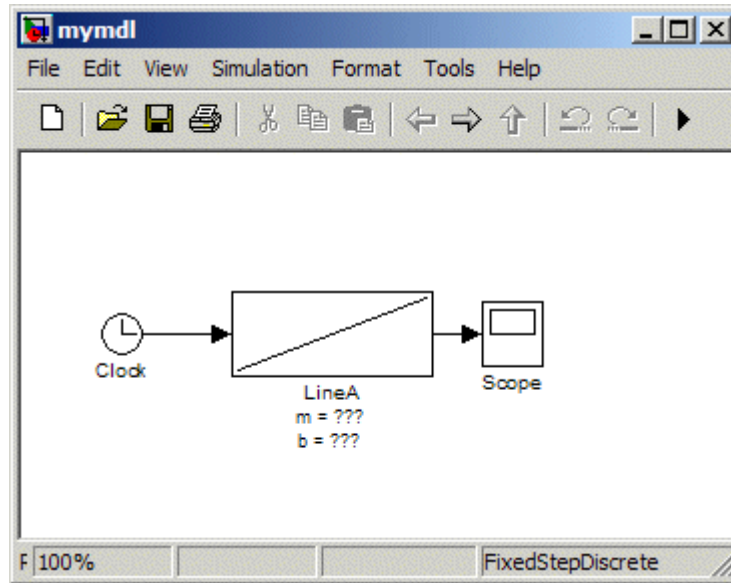 mymdl
File Edit View Simulation Format Tools Help
Clock
LineA
m = ???
b = ???
Scope
F 100% FixedStepDiscrete